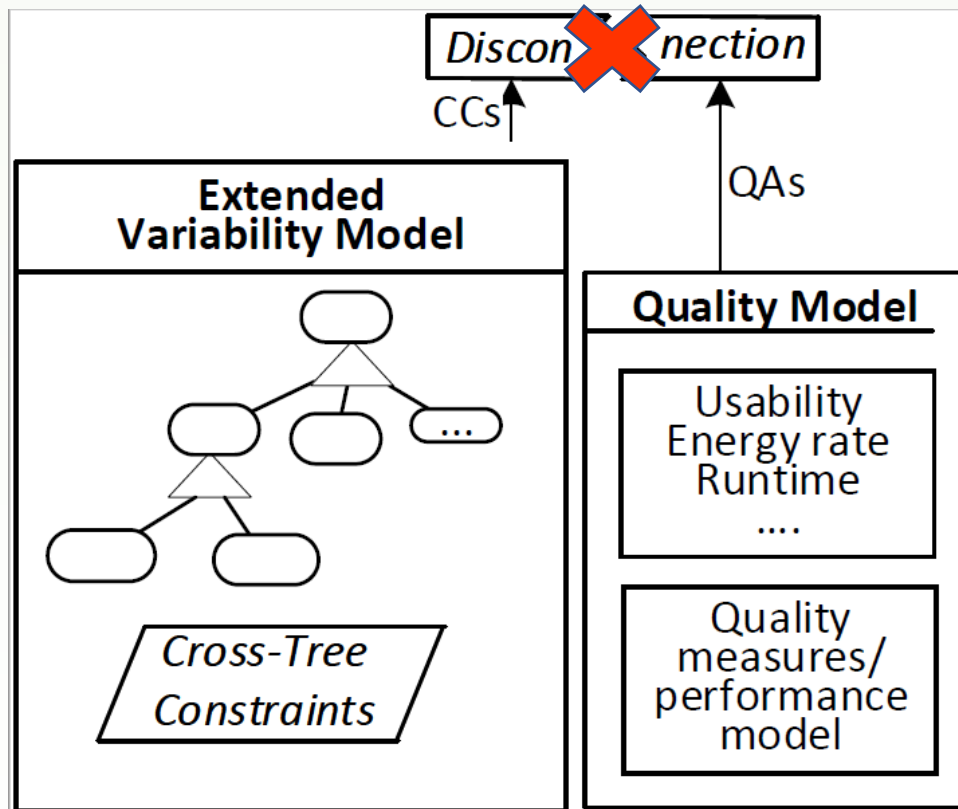 Discon nection
CCs
QAs
Extended
Variability Model
...
Cross-Tree
Constraints
Quality Model
Usability
Energy rate
Runtime
....
Quality
measures/
performance
model